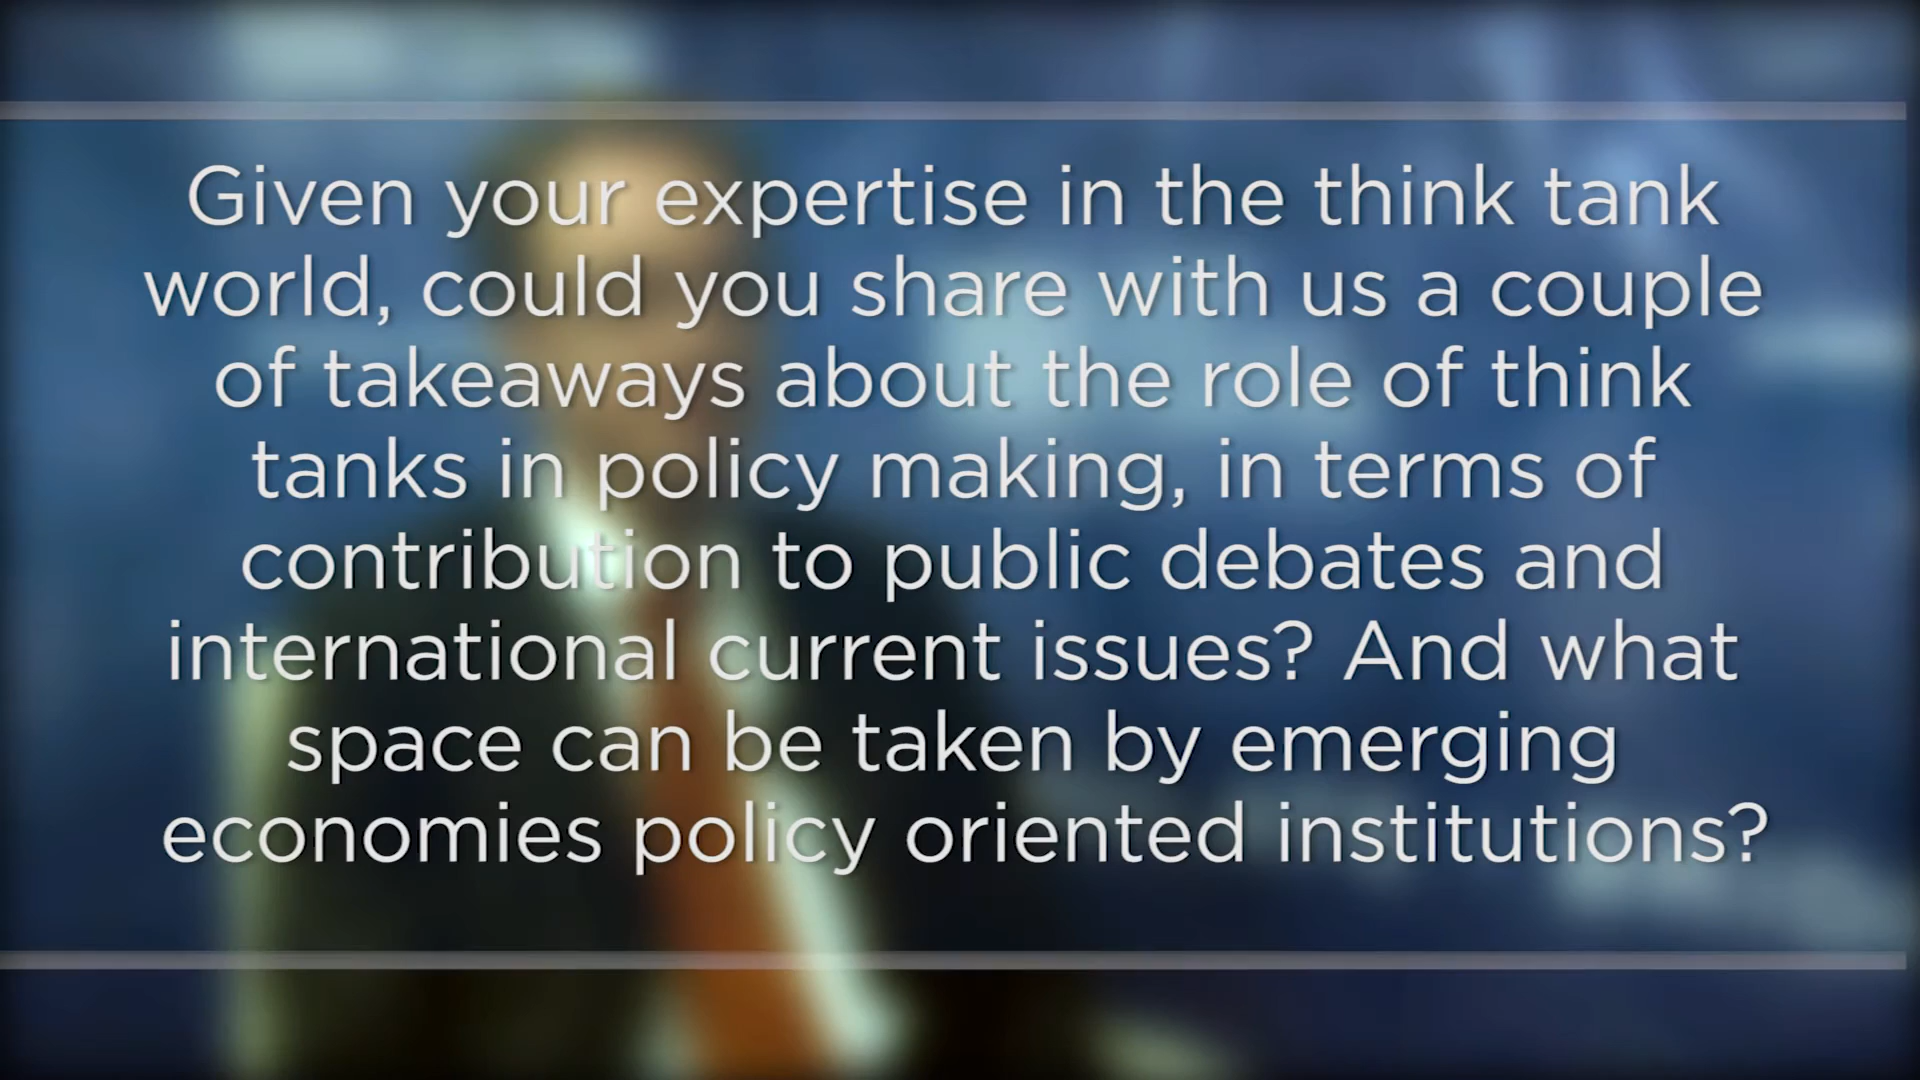 Given your expertise in the think tank
world, could you share with us a couple
of takeaways about the role of think
tanks in policy making, in terms of
contribution to public debates and
international current issues? And what
space can be taken by emerging
economies policy oriented institutions?